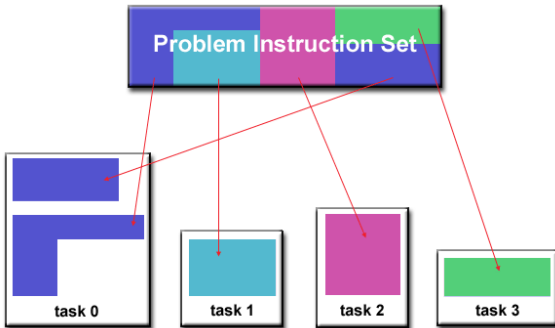 Problem Instruction Set
task 0
task 1
task 2
task 3